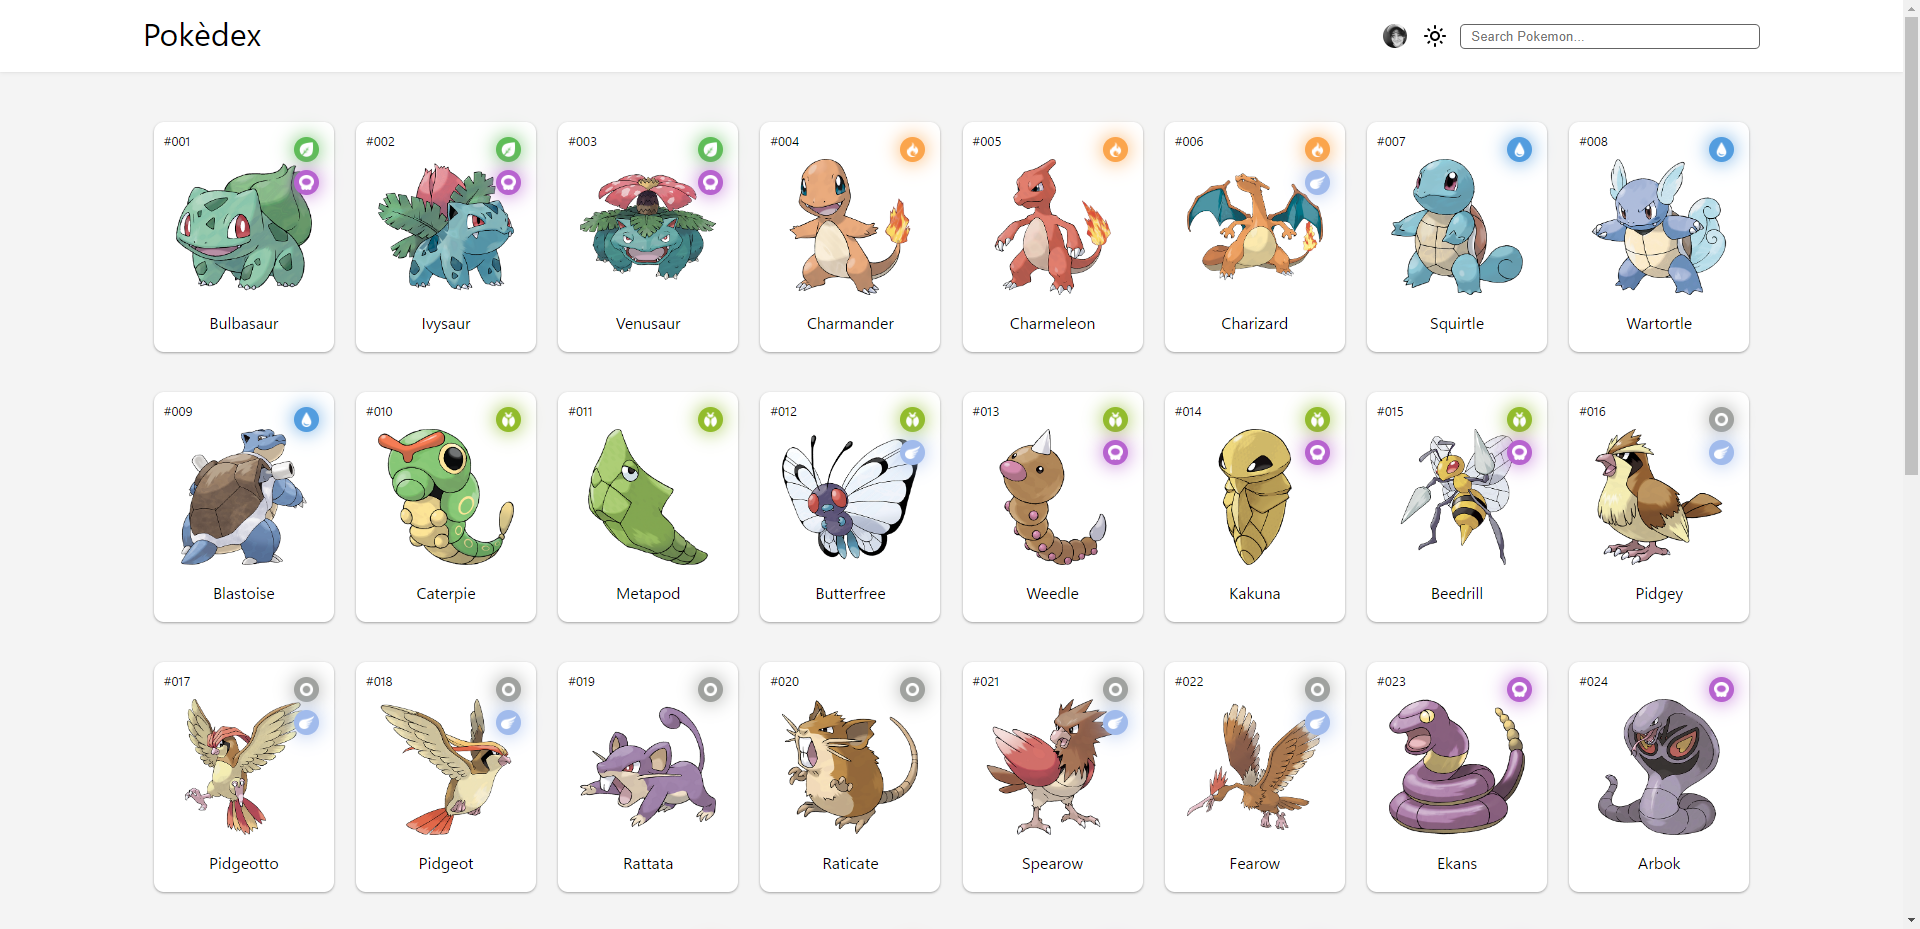 Pokèdex
Search Pokemon...
#001
Bulbasaur
#002
Ivysaur
#003
Venusaur
#004
Charmander
#005
Charmeleon
#006
Charizard
#007
Squirtle
#008
Wartortle
#009
Blastoise
#010
Caterpie
#011
Metapod
#012
Butterfree
#013
Weedle
#014
Kakuna
#015
Beedrill
#016
Pidgey
#017
Pidgeotto
#018
Pidgeot
#019
Rattata
#020
Raticate
#021
Spearow
#022
Fearow
#023
Ekans
#024
Arbok